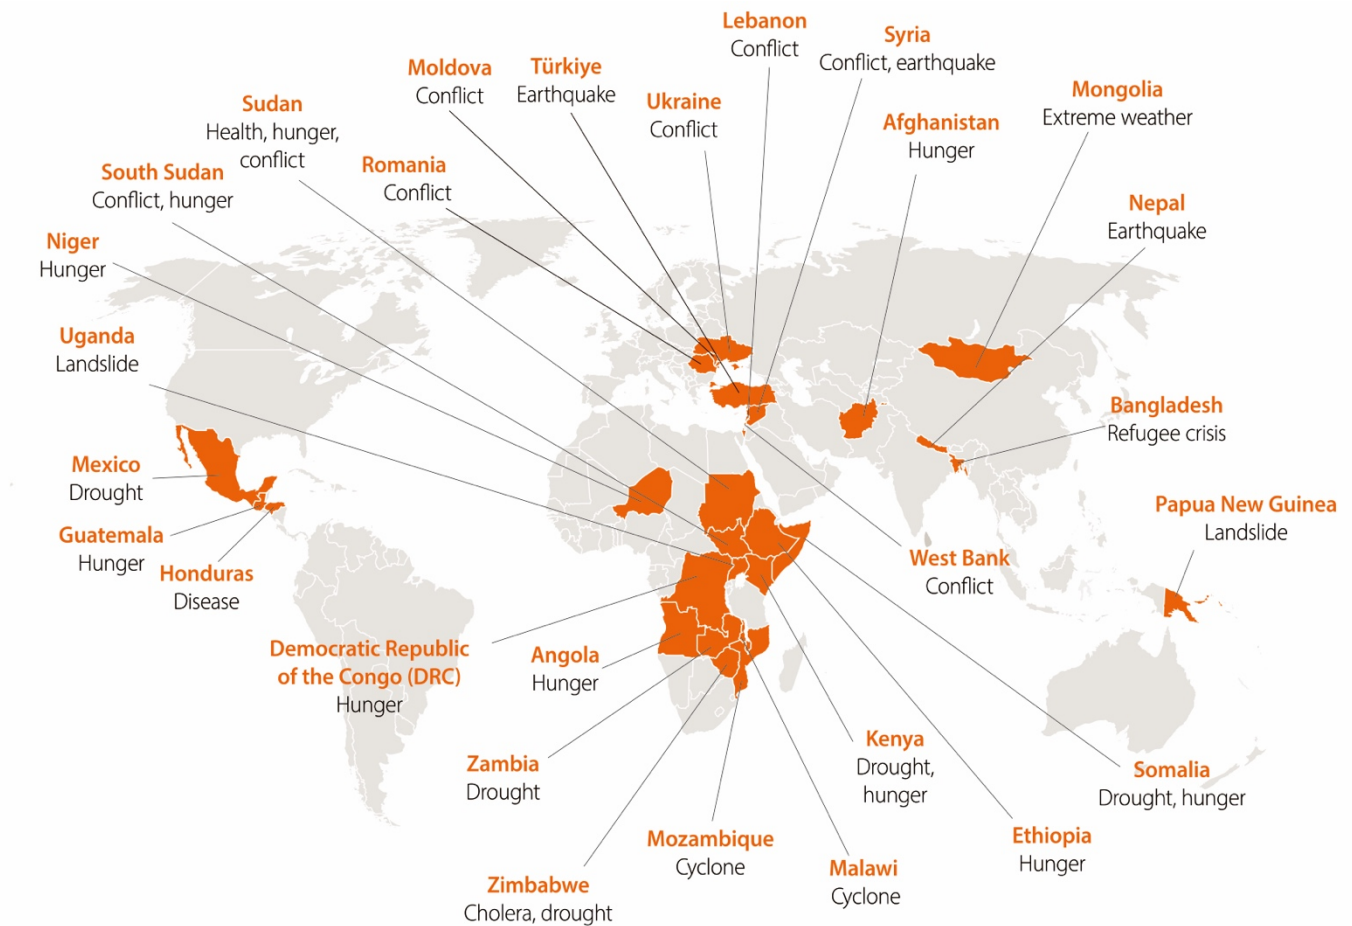 Lebanon
Conflict
Syria
Conflict, earthquake
Moldova
Conflict
Türkiye
Earthquake
Ukraine
Conflict
Mongolia
Extreme weather
Sudan
Health, hunger,
conflict
Afghanistan
Hunger
Romania
Conflict
South Sudan
Conflict, hunger
Nepal
Earthquake
Niger
Hunger
Uganda
Landslide
Bangladesh
Refugee crisis
Mexico
Drought
Papua New Guinea
Landslide
Guatemala
Hunger
West Bank
Conflict
Honduras
Disease
Democratic Republic
of the Congo (DRC)
Hunger
Angola
Hunger
Kenya
Drought,
hunger
Zambia
Drought
Somalia
Drought, hunger
Mozambique
Cyclone
Ethiopia
Hunger
Malawi
Cyclone
Zimbabwe
Cholera, drought